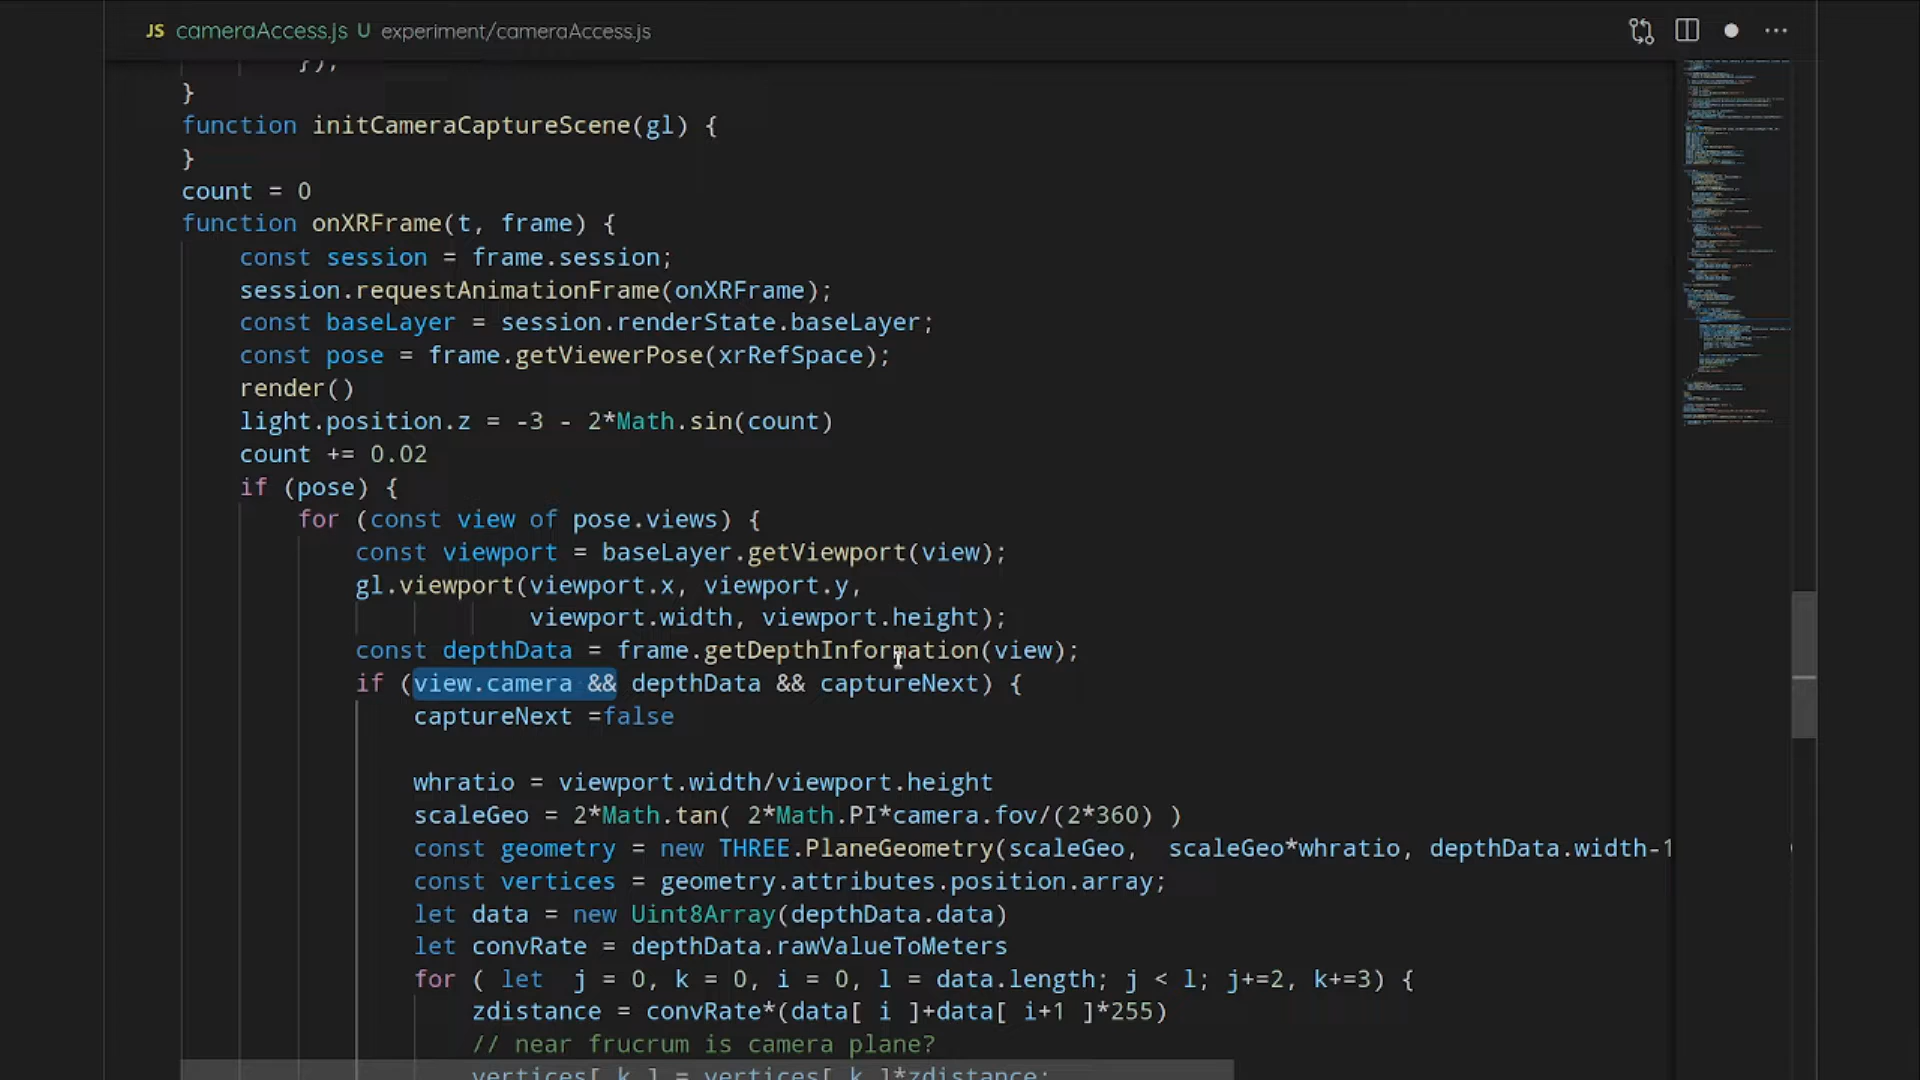 JS cameraAccess.js U experiment/cameraAccess.js
}),
}
function initCameraCaptureScene(gl) {
}
count = 0
function onXRFrame(t, frame) {
const session = frame.session;
session.requestAnimationFrame(onXRFrame);
const baseLayer = session.renderState.baseLayer;
const pose = frame.getViewerPose(xrRefSpace);
render()
light.position.z = -3 - 2*Math.sin(count)
count += 0.02
if (pose) {
for (const view of pose.views) {
const viewport = baseLayer.getViewport(view);
gl.viewport(viewport.x, viewport.y,
viewport.width, viewport.height);
const depthData = frame.getDepthInformation(view);
if (view.camera && depthData && captureNext) {
captureNext =false
whratio = viewport.width/viewport.height
scaleGeo = 2*Math.tan( 2*Math.PI*camera.fov/(2*360) )
const geometry = new THREE.PlaneGeometry(scaleGeo,  scaleGeo*whratio, depthData.width-1
const vertices = geometry.attributes.position.array;
let data = new Uint8Array(depthData.data)
let convRate = depthData.rawValueToMeters
for ( let  j = 0, k = 0, i = 0, l = data.length; j < l; j+=2, k+=3) {
zdistance = convRate*(data[ i ]+data[ i+1 ]*255)
// near frucrum is camera plane?
vertices[ k ] = vertices[ k ]*zdistance;